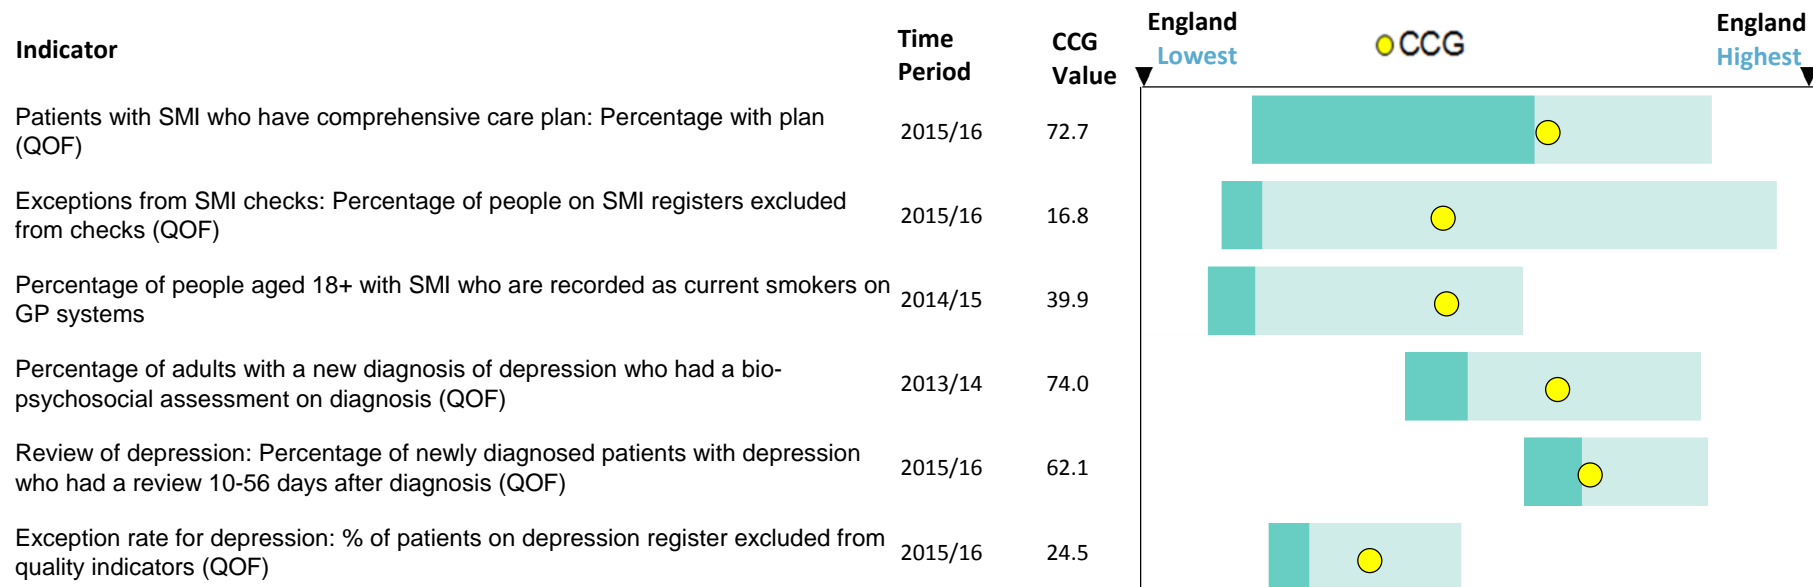 Indicator
Time
Period
CCG
Value
England
Lowest
CCG
England
Highest
Patients with SMI who have comprehensive care plan: Percentage with plan
(QOF)
2015/16
72.7
Exceptions from SMI checks: Percentage of people on SMI registers excluded
from checks (QOF)
2015/16
16.8
Percentage of people aged 18+ with SMI who are recorded as current smokers on
GP systems
2014/15
39.9
Percentage of adults with a new diagnosis of depression who had a bio-
psychosocial assessment on diagnosis (QOF)
2013/14
74.0
Review of depression: Percentage of newly diagnosed patients with depression
who had a review 10-56 days after diagnosis (QOF)
2015/16
62.1
Exception rate for depression: % of patients on depression register excluded from
quality indicators (QOF)
2015/16
24.5